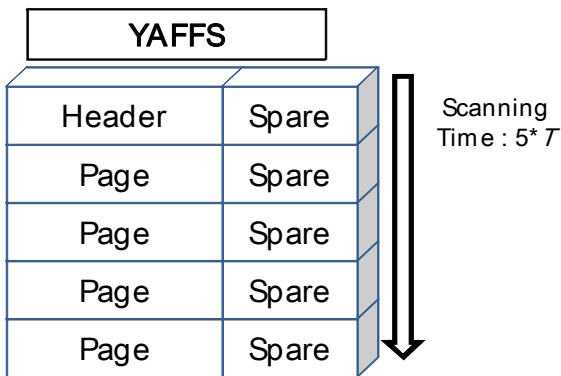 YAFFS
Header Spare
Page Spare
Page Spare
Page Spare
Page Spare
Scanning
Time : 5* T